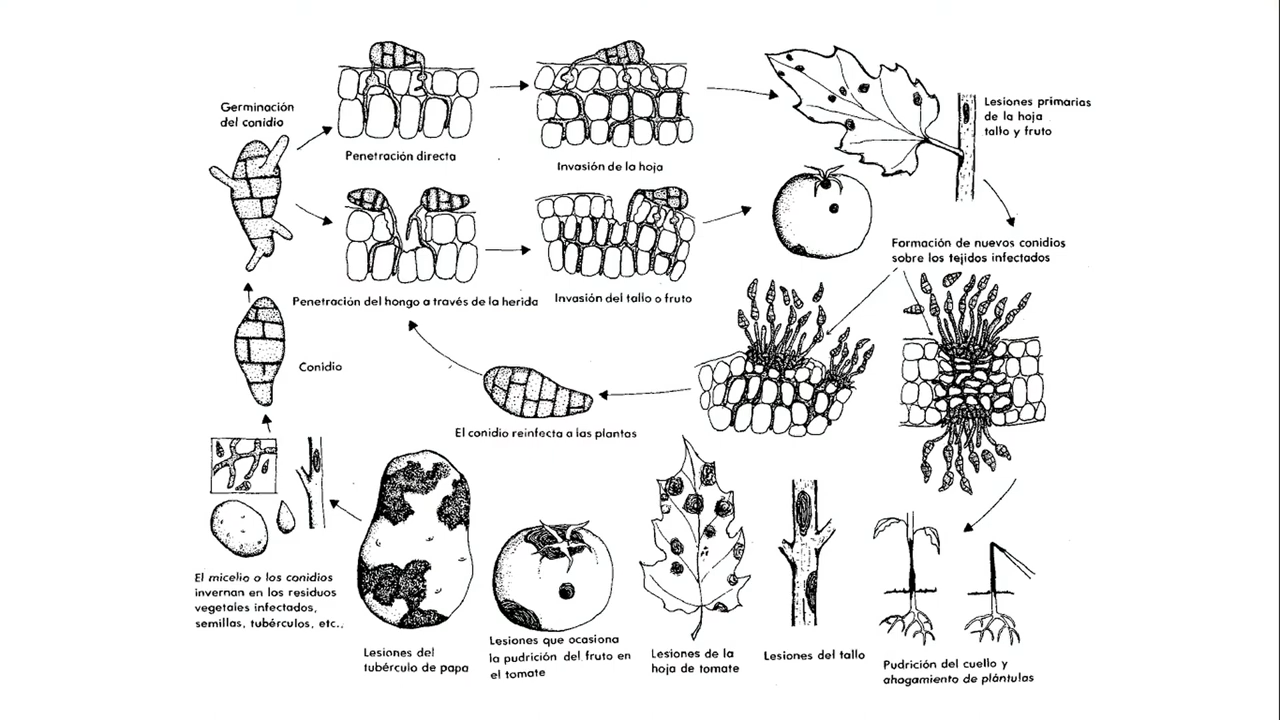 Germinación
del conidio
Penetración directa
Invasión de la hoja
Lesiones primarias
de la hoja
tallo y fruto
Penetración del hongo a través de la herida
Invasión del tallo o fruto
Formación de nuevos conidios
sobre los tejidos infectados
Conidio
El conidio reinfecta a las plantas
El micelio o los conidios
invernan en los residuos
vegetales infectados,
semillas, tubérculos, etc..
Lesiones del
tubérculo de papa
Lesiones que ocasiona
la pudrición del fruto en
el tomate
Lesiones de la
hoja de tomate
Lesiones del tallo
Pudrición del cuello y
ahogamiento de plántulas